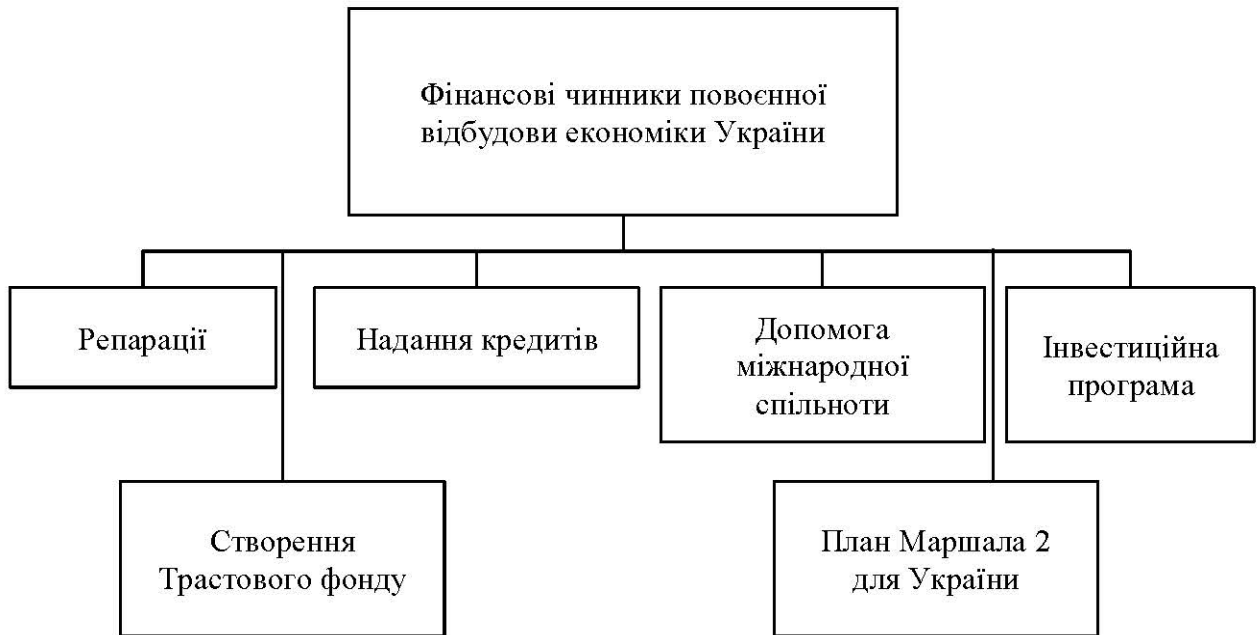 Фінансові чинники повоєнної
відбудови економіки України
Репарації
Надання кредитів
Допомога
міжнародної
спільноти
Інвестиційна
програма
Створення
Трастового фонду
План Маршала 2
для України